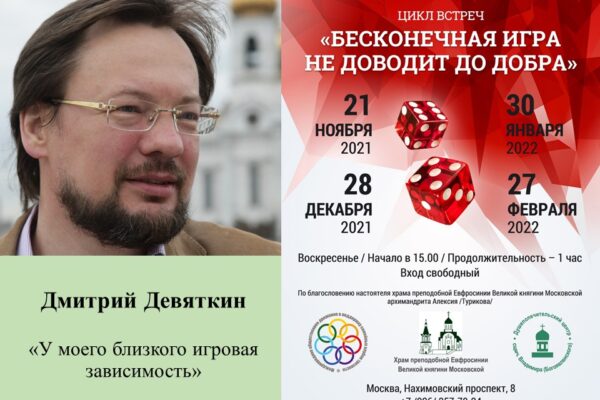 Дмитрий Девяткин
«У моего близкого игровая
зависимость»
ЦИКЛ ВСТРЕЧ
«БЕСКОНЕЧНАЯ ИГРА
НЕ ДОВОДИТ ДО ДОБРА»
21
НОЯБРЯ
2021
30
ЯНВАРЯ
2022
28
ДЕКАБРЯ
2021
27
ФЕВРАЛЯ
2022
Воскресенье / Начало в 15.00 / Продолжительность – 1 час
Вход свободный
По благословению настоятеля храма преподобной Евфросинии Великой княгини Московской
архимандрита Алексия /Турикова/
Храм преподобной Евфросинии
Великой княгини Московской
Душепопечительский центр
Москва, Нахимовский проспект, 8